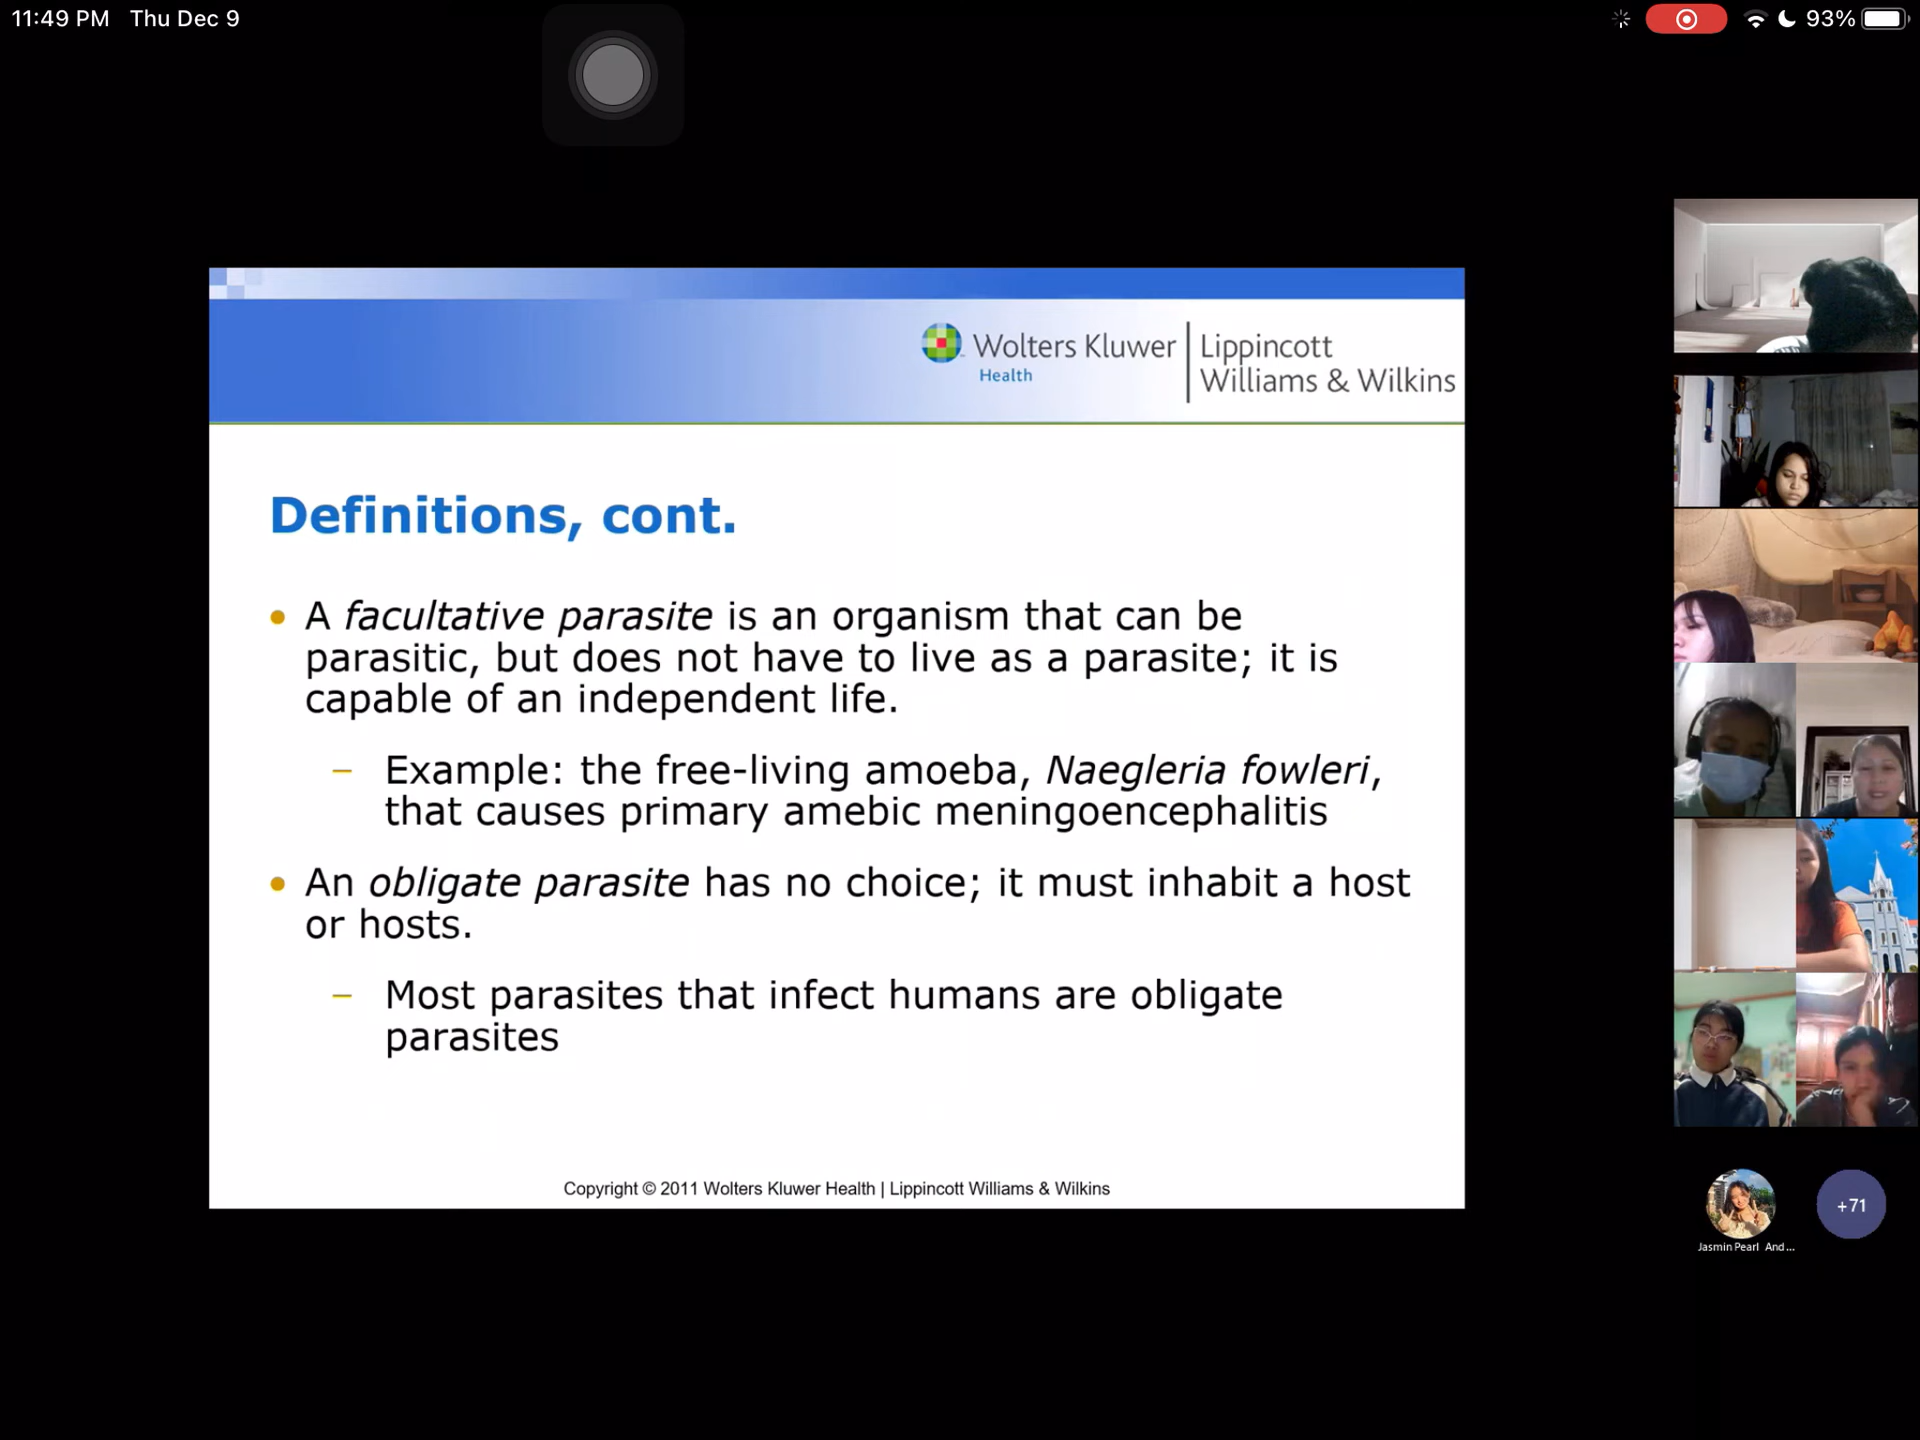 11:49 PM Thu Dec 9
93%
Wolters Kluwer
Health
Lippincott
Williams & Wilkins
Definitions, cont.
• A facultative parasite is an organism that can be
parasitic, but does not have to live as a parasite; it is
capable of an independent life.
– Example: the free-living amoeba, Naegleria fowleri,
that causes primary amebic meningoencephalitis
• An obligate parasite has no choice; it must inhabit a host
or hosts.
– Most parasites that infect humans are obligate
parasites
Copyright © 2011 Wolters Kluwer Health | Lippincott Williams & Wilkins
+71
Jasmin Pearl And...